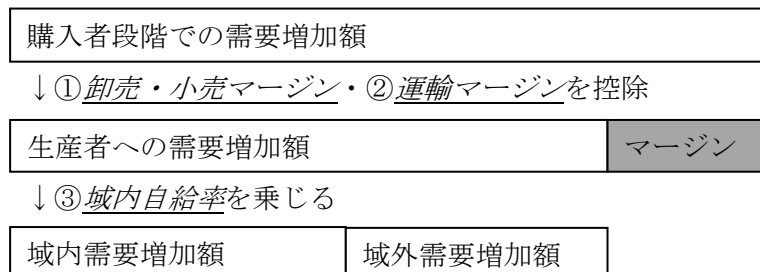 購入者段階での需要増加額
↓①卸売・小売マージン・②運輸マージンを控除
生産者への需要増加額 マージン
↓③域内自給率を乗じる
域内需要増加額 域外需要増加額